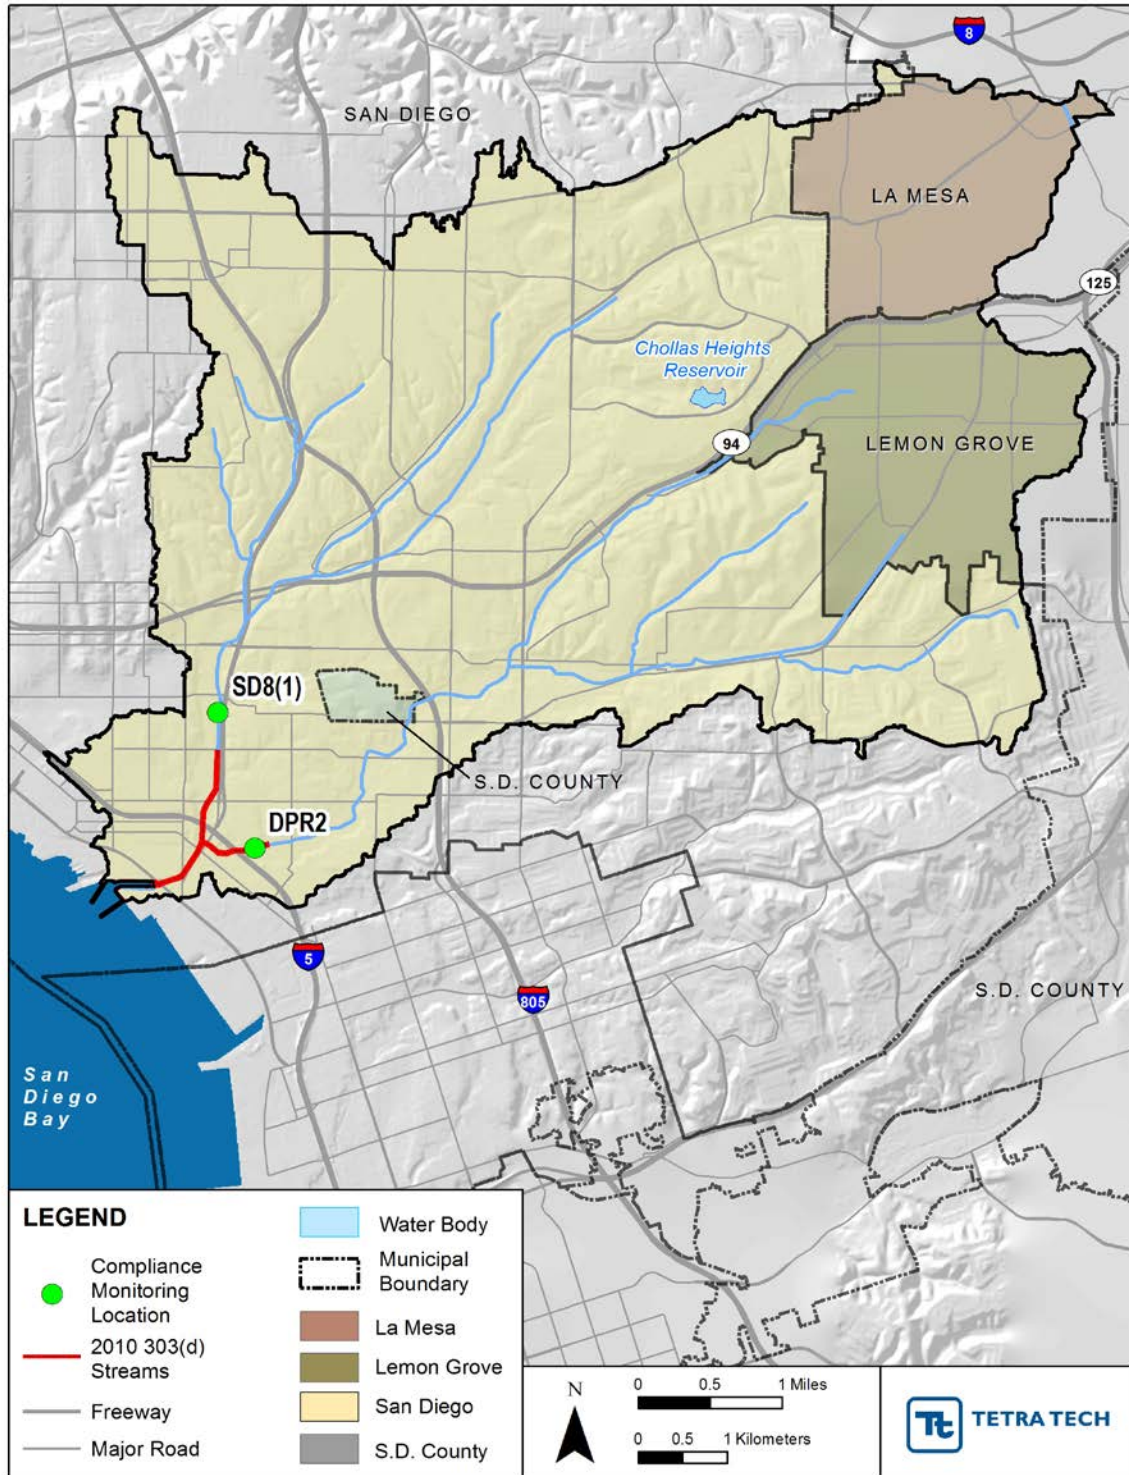 8
SAN DIEGO
LA MESA
125
Chollas Heights
Reservoir
94
LEMON GROVE
SD8(1)
S.D. COUNTY
DPR2
5
805
S.D. COUNTY
San
Diego
Bay
LEGEND
Compliance
Monitoring
Location
2010 303(d)
Streams
Freeway
Major Road
Water Body
Municipal
Boundary
La Mesa
Lemon Grove
San Diego
S.D. County
N
0 0.5 1 Miles
0 0.5 1 Kilometers
Tt TETRA TECH